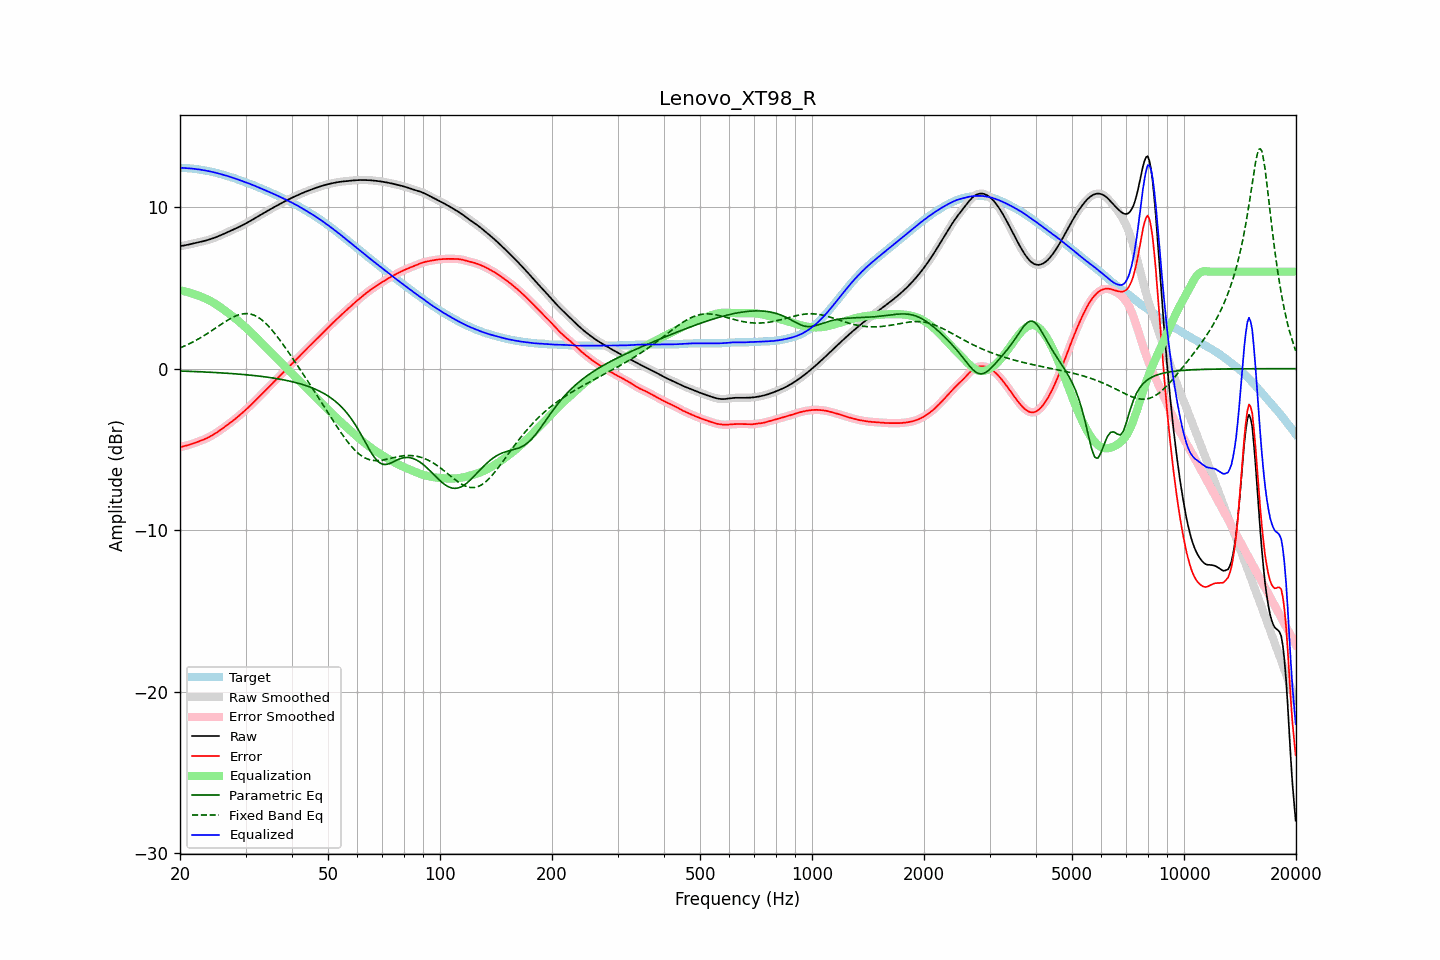 Lenovo_XT98_R
Amplitude (dBr)
10
0
−10
−20
−30
Target
Raw Smoothed
Error Smoothed
Raw
Error
Equalization
Parametric Eq
Fixed Band Eq
Equalized
20 50 100 200 500 1000 2000 5000 10000 20000
Frequency (Hz)